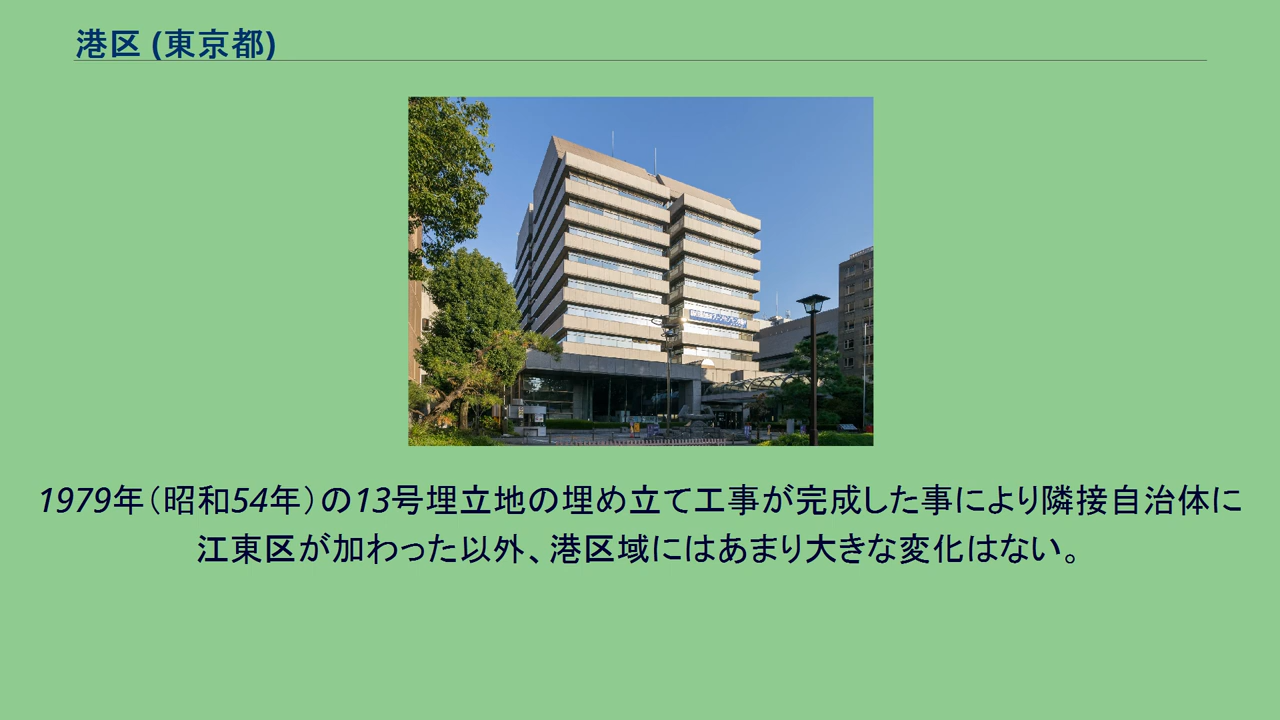 港区 (東京都)
1979年（昭和54年）の13号埋立地の埋め立て工事が完成した事により隣接自治体に
江東区が加わった以外、港区域にはあまり大きな変化はない。